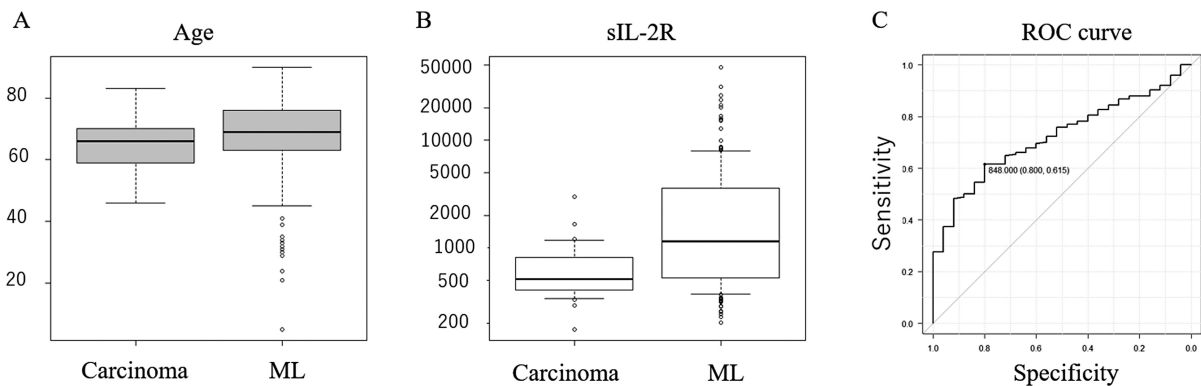 A
Age
80
60
40
20
Carcinoma
ML
B
sIL-2R
50000
20000
10000
5000
2000
1000
500
200
Carcinoma
ML
C
ROC curve
Sensitivity
1.0
0.8
0.6
0.4
0.2
0.0
848.000 (0.800, 0.615)
1.0
0.8
0.6
0.4
0.2
0.0
Specificity